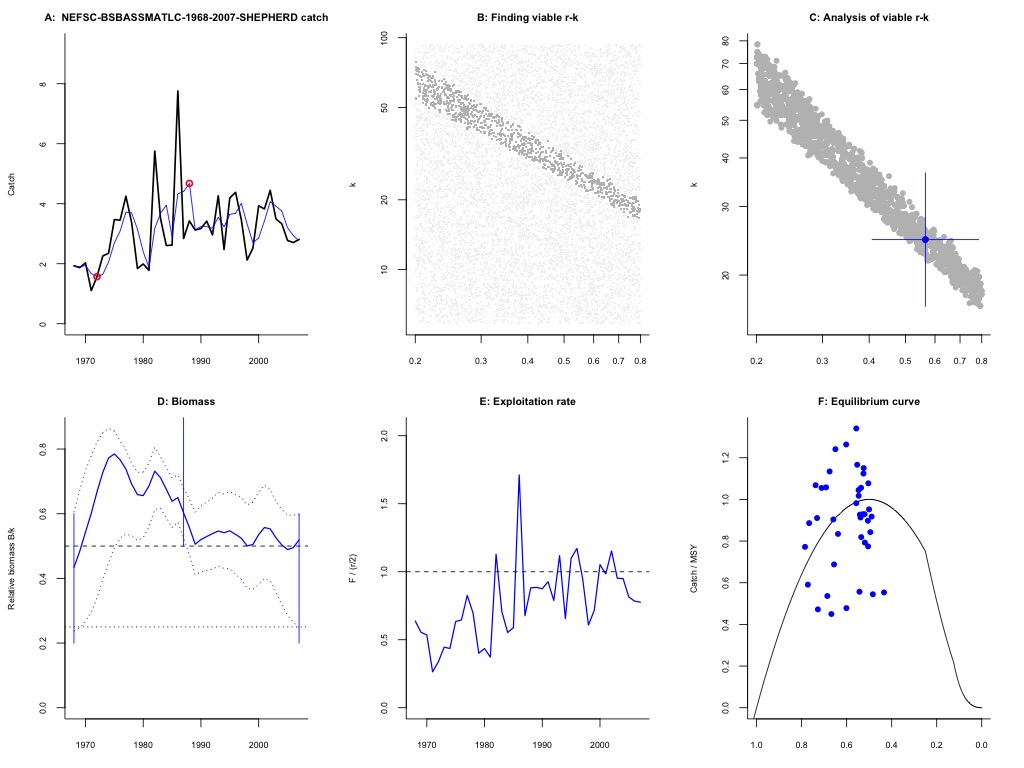 A:  NEFSC-BSBASSMATLC-1968-2007-SHEPHERD catch
Catch
0
2
4
6
8
1970 1980 1990 2000
B: Finding viable r-k
k
10
20
50
100
0.2 0.3 0.4 0.5 0.6 0.7 0.8
C: Analysis of viable r-k
k
20
30
40
50
60
70
80
0.2 0.3 0.4 0.5 0.6 0.7 0.8
D: Biomass
Relative biomass B/k
0.0
0.2
0.4
0.6
0.8
1970 1980 1990 2000
E: Exploitation rate
F / (r/2)
0.0
0.5
1.0
1.5
2.0
1970 1980 1990 2000
F: Equilibrium curve
Catch / MSY
0.0
0.2
0.4
0.6
0.8
1.0
1.2
1.0 0.8 0.6 0.4 0.2 0.0